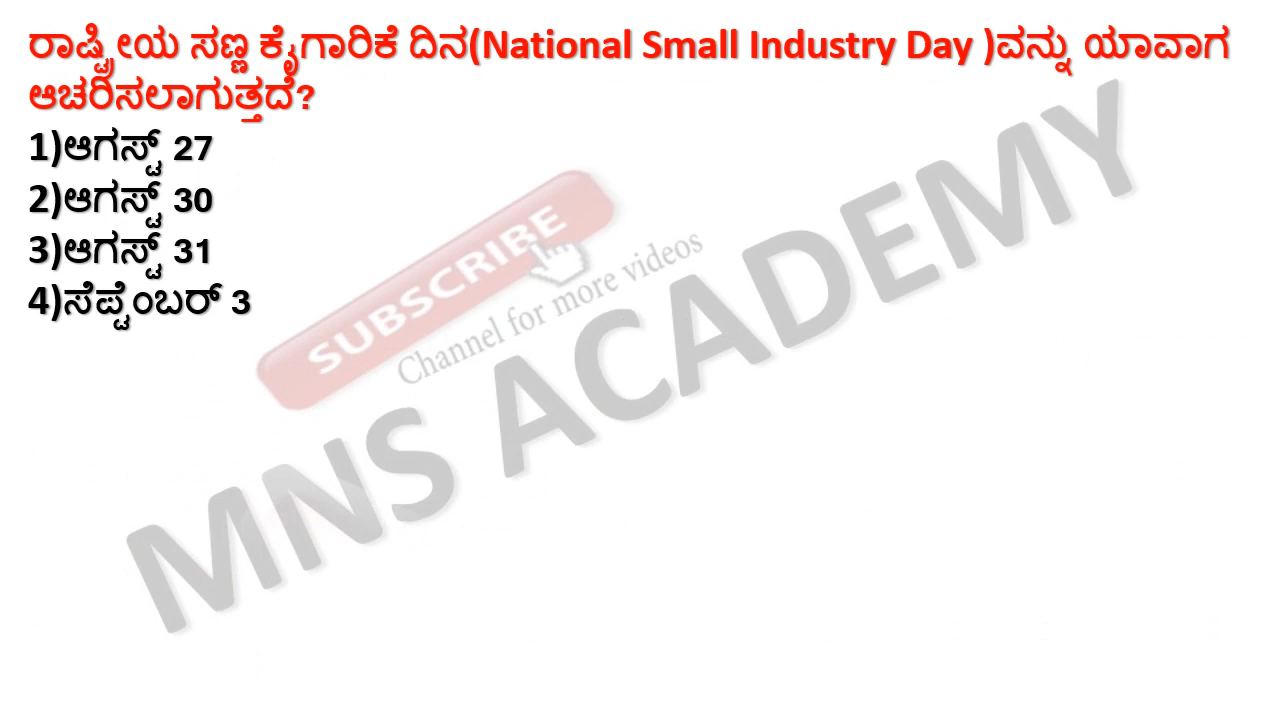 ರಾಷ್ಟ್ರೀಯ ಸಣ್ಣ ಕೈಗಾರಿಕೆ ದಿನ(National Small Industry Day )ವನ್ನು ಯಾವಾಗ
ಆಚರಿಸಲಾಗುತ್ತದೆ?
1)ಆಗಸ್ಟ್ 27
2)ಆಗಸ್ಟ್ 30
3)ಆಗಸ್ಟ್ 31
4)ಸೆಪ್ಟೆಂಬರ್ 3
SUBSCRIBE
Channel for more videos
MNS ACADEMY